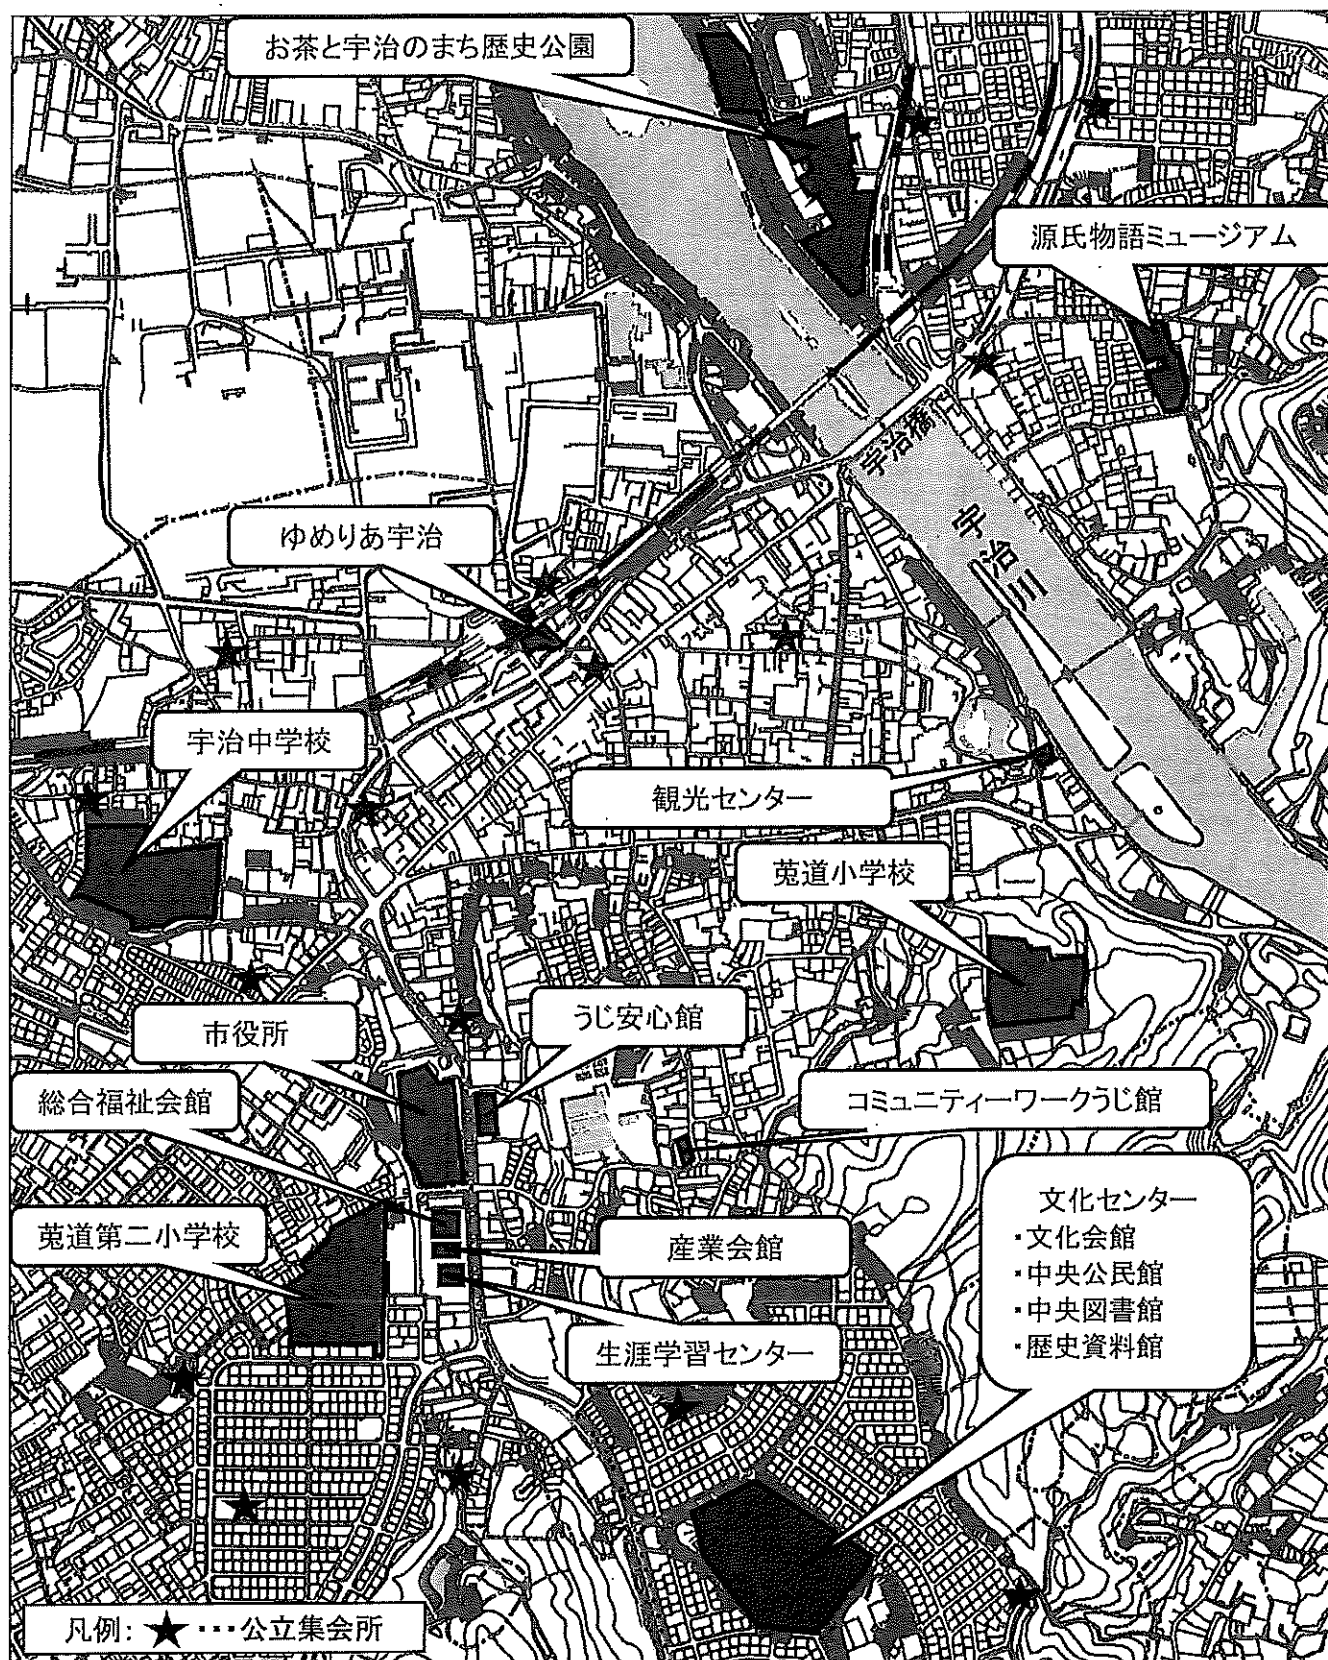 お茶と宇治のまち歴史公園
源氏物語ミュージアム
宇治橋
宇治川
ゆめりあ宇治
宇治中学校
観光センター
菟道小学校
うじ安心館
市役所
総合福祉会館
コミュニティーワークうじ館
菟道第二小学校
産業会館
生涯学習センター
文化センター
・文化会館
・中央公民館
・中央図書館
・歴史資料館
凡例:★・・・公立集会所